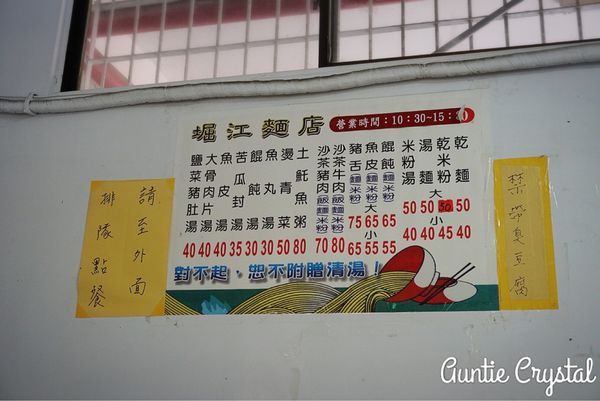 堀江麵店
營業時間：10：30~15：
鹽菜豬肚湯 40
大骨肉片湯 40
魚皮湯 40
苦瓜封湯 35
餛飩湯 30
魚丸湯 30
燙青菜 50
土魠魚粥 80
沙茶豬肉飯麵米粉 70
沙茶牛肉飯麵米粉 80
豬舌麵米粉 75 65
魚皮麵米粉 大 65 小 55
餛飩麵米粉 65 55
米粉湯 50 40
湯麵 50 40
乾米粉 大 50 小 45
乾麵 50 40
對不起，恕不附贈清湯！
請至外面
排隊點餐
禁帶臭豆腐
Auntie Crystal